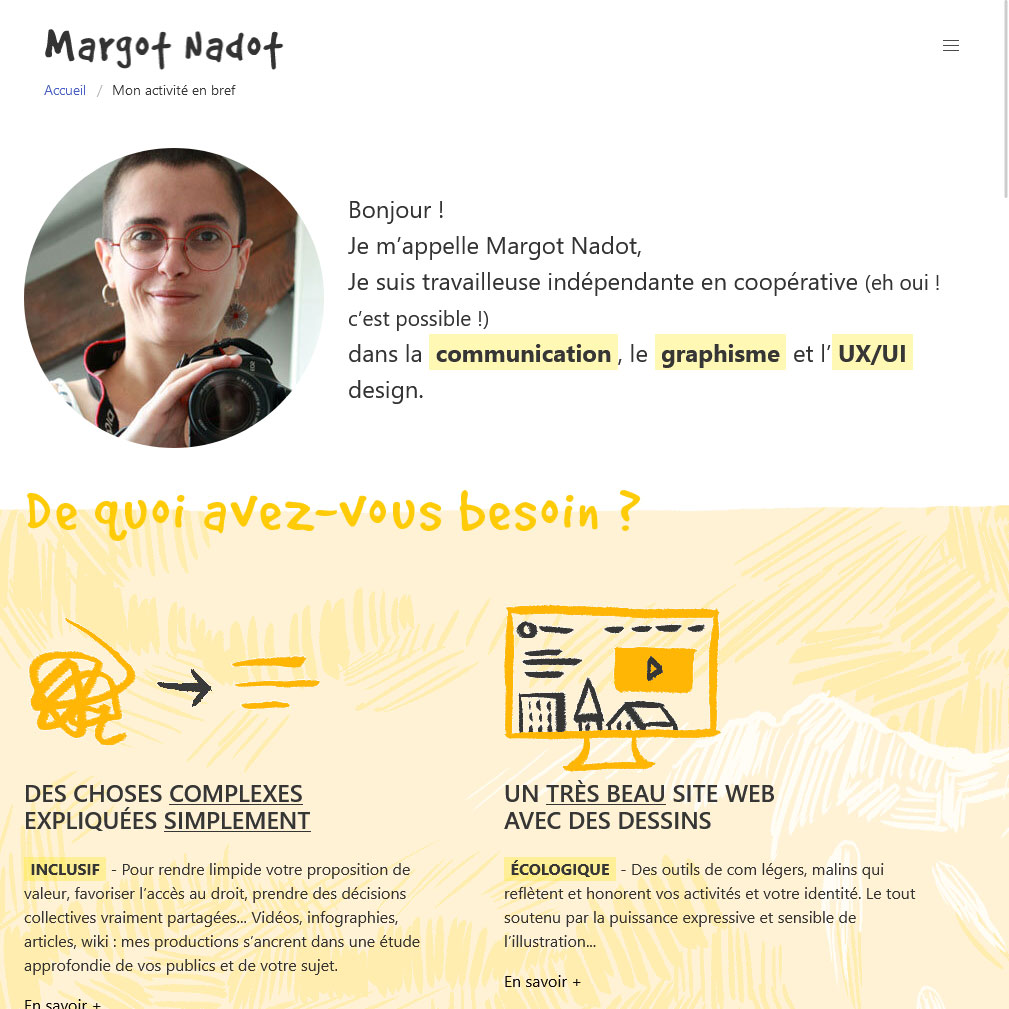 Margot Nadot
Accueil / Mon activité en bref
Bonjour !
Je m’appelle Margot Nadot,
Je suis travailleuse indépendante en coopérative (eh oui !
c’est possible !)
dans la communication , le graphisme et l’ UX/UI
design.
De quoi avez-vous besoin ?
DES CHOSES COMPLEXES
EXPLIQUÉES SIMPLEMENT
INCLUSIF - Pour rendre limpide votre proposition de
valeur, favoriser l’accès au droit, prendre des décisions
collectives vraiment partagées... Vidéos, infographies,
articles, wiki : mes productions s’ancrent dans une étude
approfondie de vos publics et de votre sujet.
En savoir +
UN TRÈS BEAU SITE WEB
AVEC DES DESSINS
ÉCOLOGIQUE - Des outils de com légers, malins qui
reflètent et honorent vos activités et votre identité. Le tout
soutenu par la puissance expressive et sensible de
l’illustration...
En savoir +